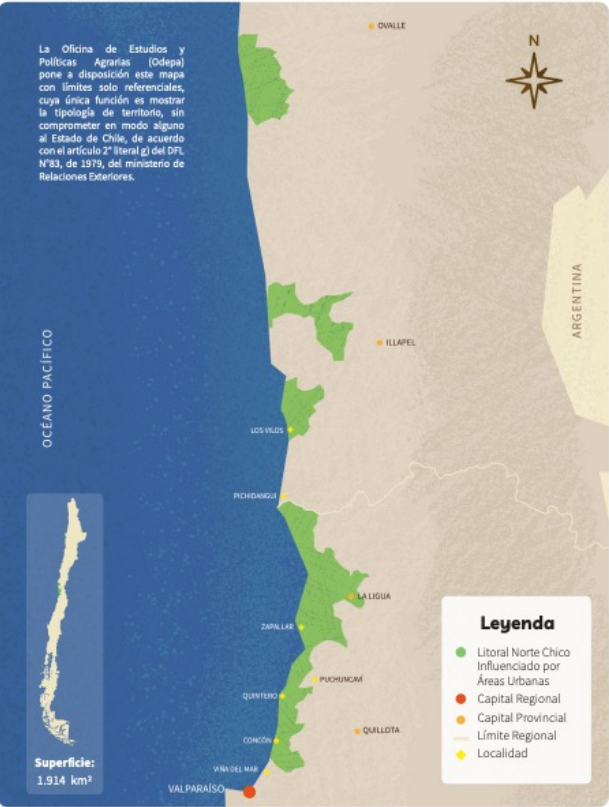 OVALLE
N
La Oficina de Estudios y
Políticas Agrarias (Odepa)
pone a disposición este mapa
con límites solo referenciales,
cuya única función es mostrar
la tipología de territorio, sin
comprometer en modo alguno
al Estado de Chile, de acuerdo
con el artículo 2° literal g) del DFL
N°83, de 1979, del ministerio de
Relaciones Exteriores.
ARGENTINA
OCÉANO PACÍFICO
ILLAPEL
LOS VILOS
PICHIDANGUI
LA LIGUA
ZAPALLAR
PUCHUNCAVÍ
QUINTERO
QUILLOTA
CONCÓN
VIÑA DEL MAR
VALPARAÍSO
Superficie:
1.914 km²
Leyenda
Litoral Norte Chico
Influenciado por
Áreas Urbanas
Capital Regional
Capital Provincial
Límite Regional
Localidad